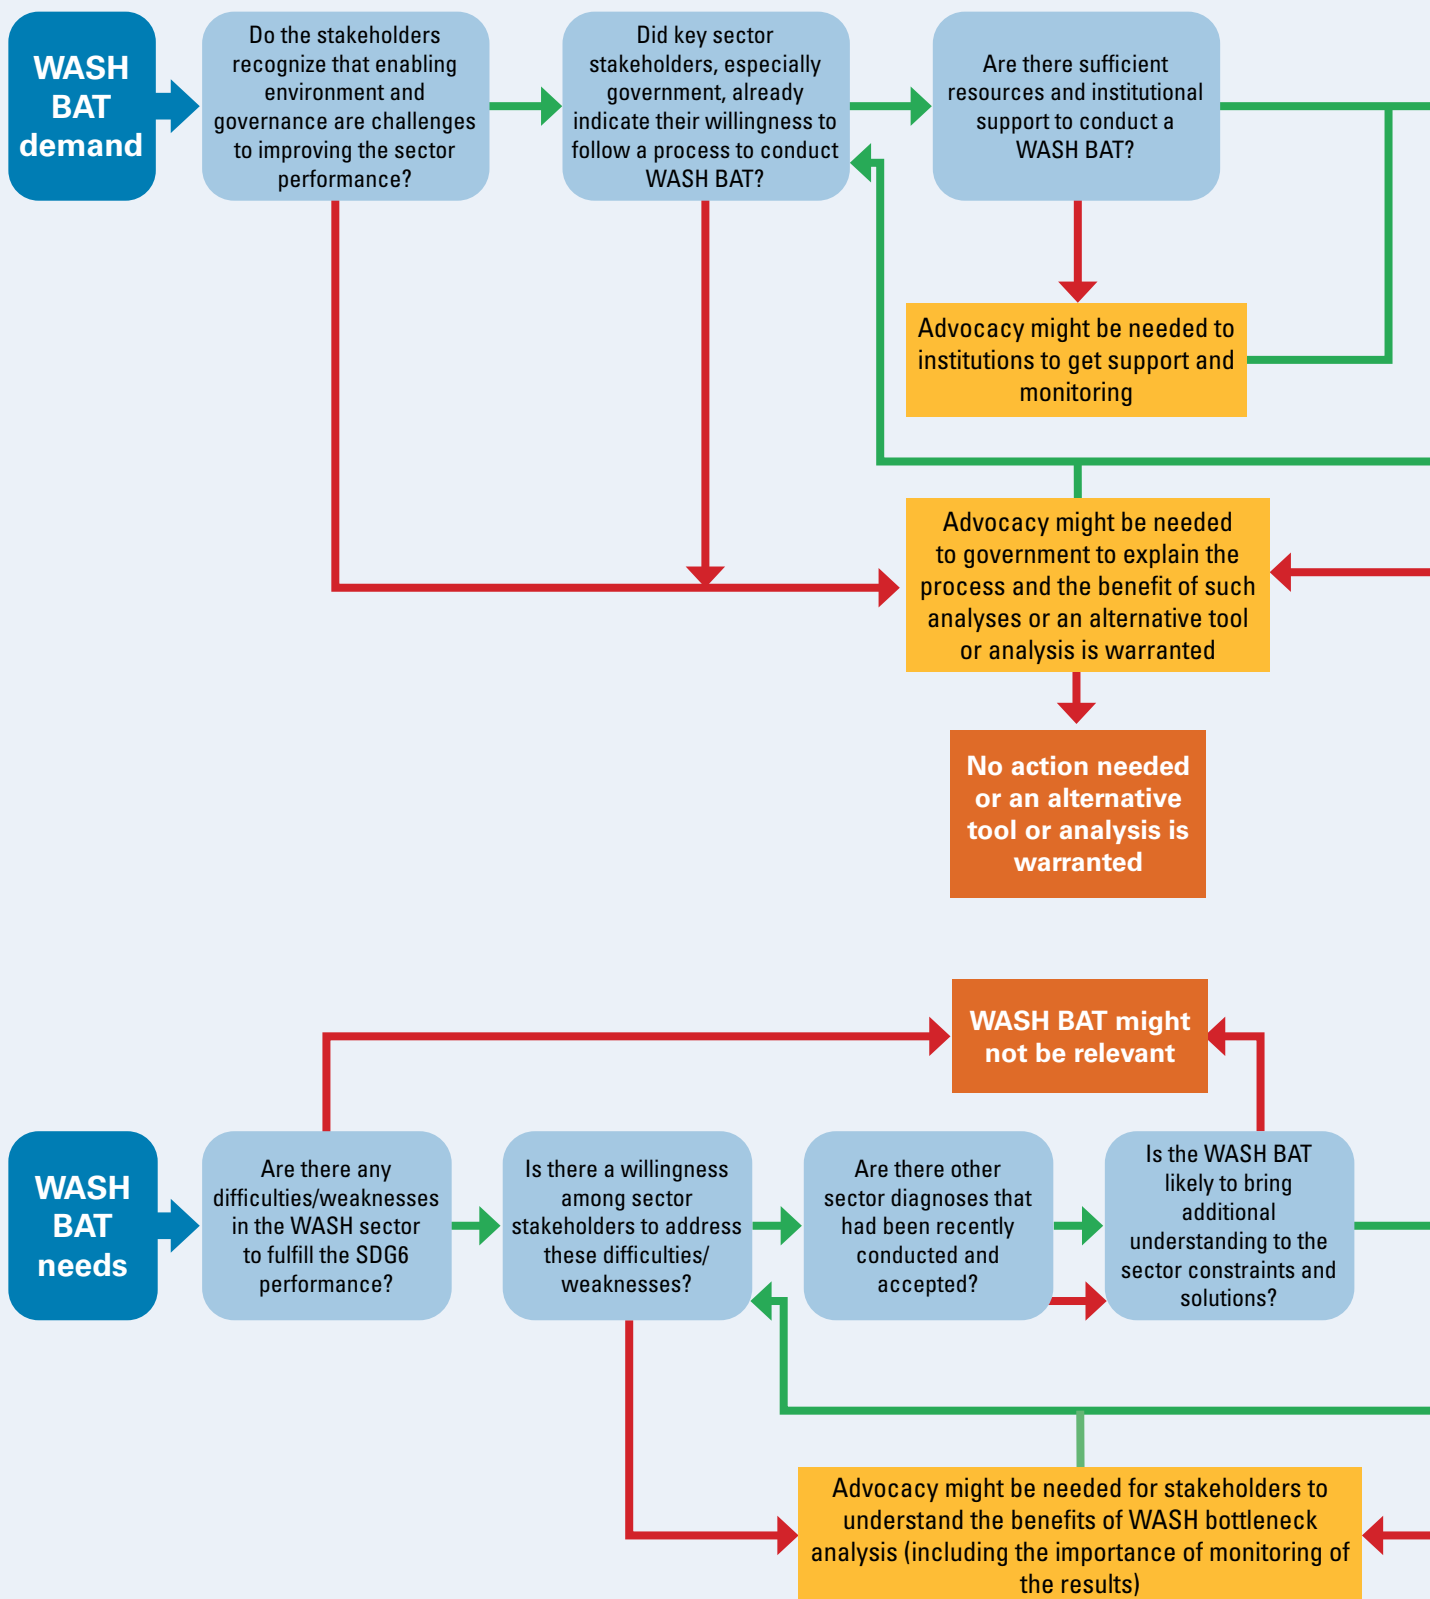 WASH
BAT
demand
Do the stakeholders
recognize that enabling
environment and
governance are challenges
to improving the sector
performance?
Did key sector
stakeholders, especially
government, already
indicate their willingness to
follow a process to conduct
WASH BAT?
Are there sufficient
resources and institutional
support to conduct a
WASH BAT?
Advocacy might be needed to
institutions to get support and
monitoring
Advocacy might be needed
to government to explain the
process and the benefit of such
analyses or an alternative tool
or analysis is warranted
No action needed
or an alternative
tool or analysis is
warranted
WASH BAT might
not be relevant
WASH
BAT
needs
Are there any
difficulties/weaknesses
in the WASH sector
to fulfill the SDG6
performance?
Is there a willingness
among sector
stakeholders to address
these difficulties/
weaknesses?
Are there other
sector diagnoses that
had been recently
conducted and
accepted?
Is the WASH BAT
likely to bring
additional
understanding to the
sector constraints and
solutions?
Advocacy might be needed for stakeholders to
understand the benefits of WASH bottleneck
analysis (including the importance of monitoring of
the results)